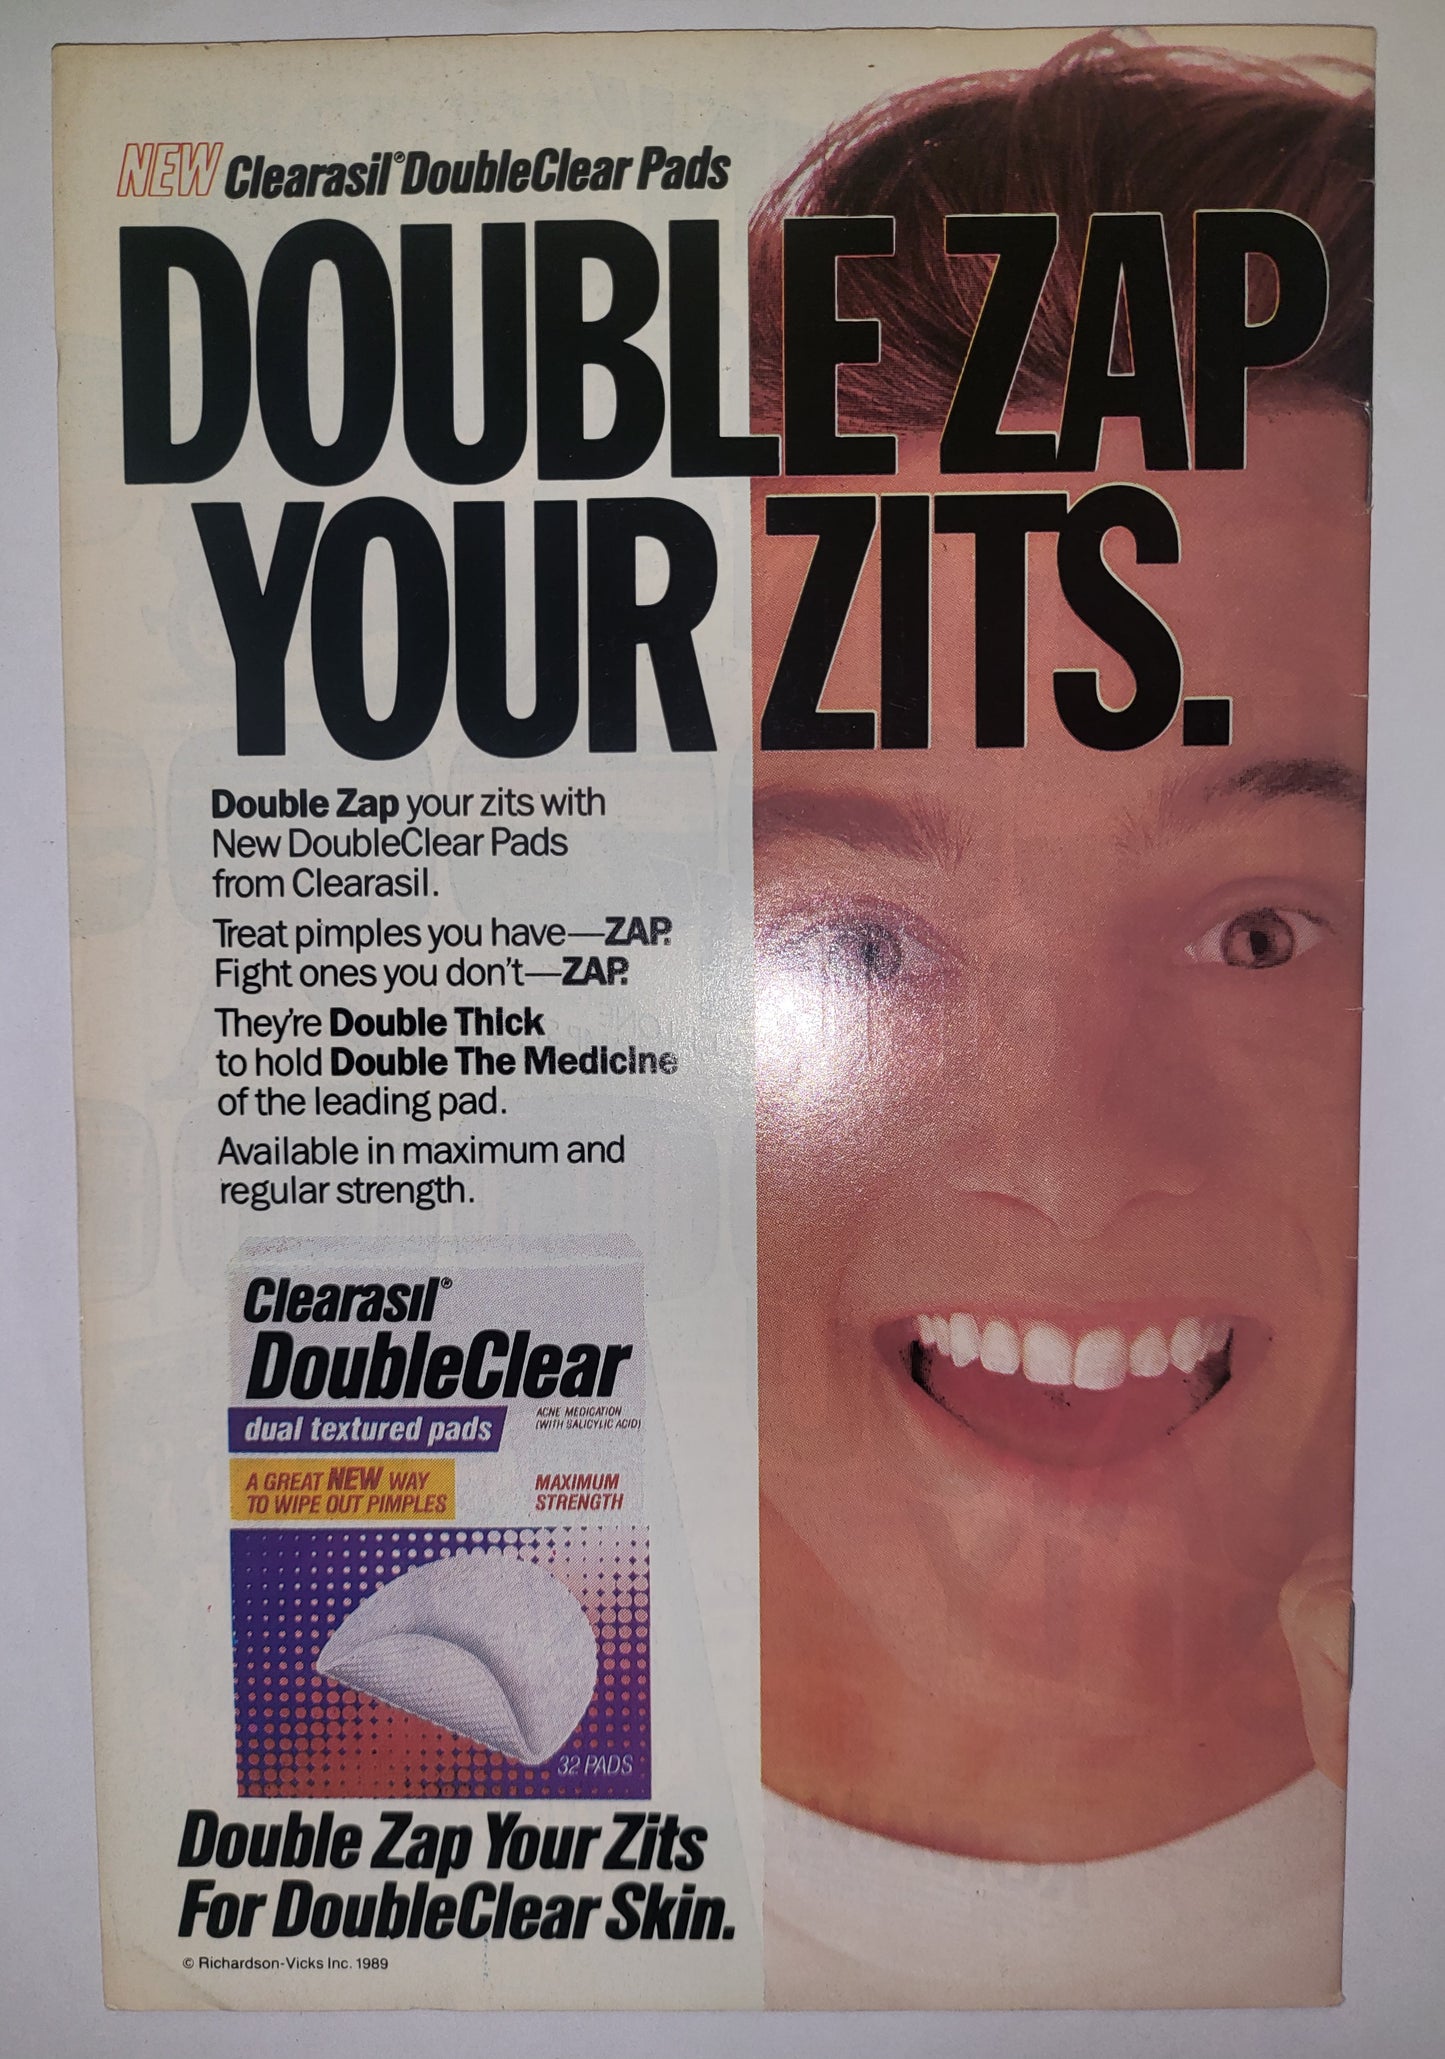 NEW Clearasil® DoubleClear Pads
DOUBLE ZAP
YOUR ZITS.
Double Zap your zits with
New DoubleClear Pads
from Clearasil.
Treat pimples you have—ZAP.
Fight ones you don't—ZAP.
They're Double Thick
to hold Double The Medicine
of the leading pad.
Available in maximum and
regular strength.
Clearasil®
DoubleClear
dual textured pads
ACNE MEDICATION
(WITH SALICYLIC ACID)
A GREAT NEW WAY
TO WIPE OUT PIMPLES
MAXIMUM
STRENGTH
32 PADS
Double Zap Your Zits
For DoubleClear Skin.
© Richardson-Vicks Inc. 1989